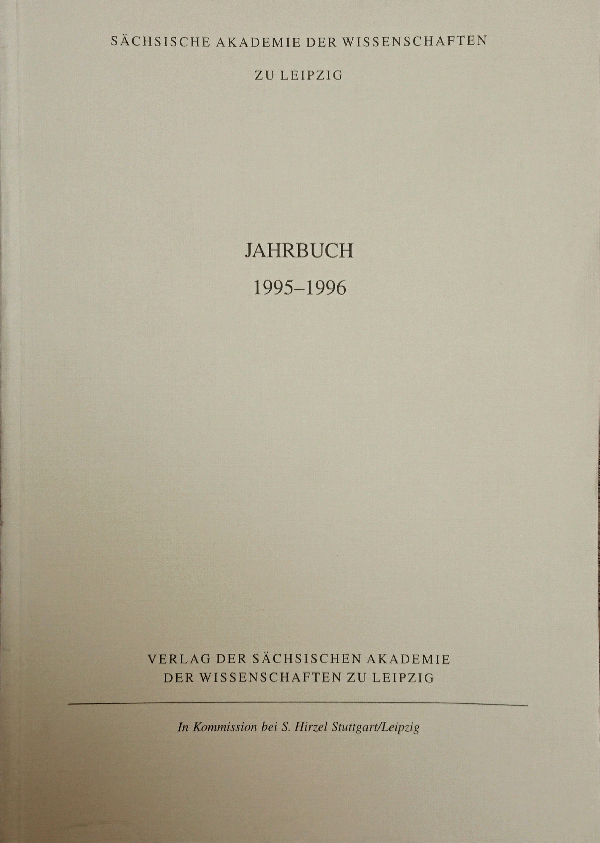 SÄCHSISCHE AKADEMIE DER WISSENSCHAFTEN
ZU LEIPZIG
JAHRBUCH
1995–1996
VERLAG DER SÄCHSISCHEN AKADEMIE
DER WISSENSCHAFTEN ZU LEIPZIG
In Kommission bei S. Hirzel Stuttgart/Leipzig